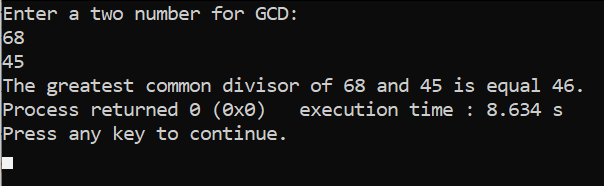 Enter a two number for GCD:
68
45
The greatest common divisor of 68 and 45 is equal 46.
Process returned 0 (0x0)   execution time : 8.634 s
Press any key to continue.